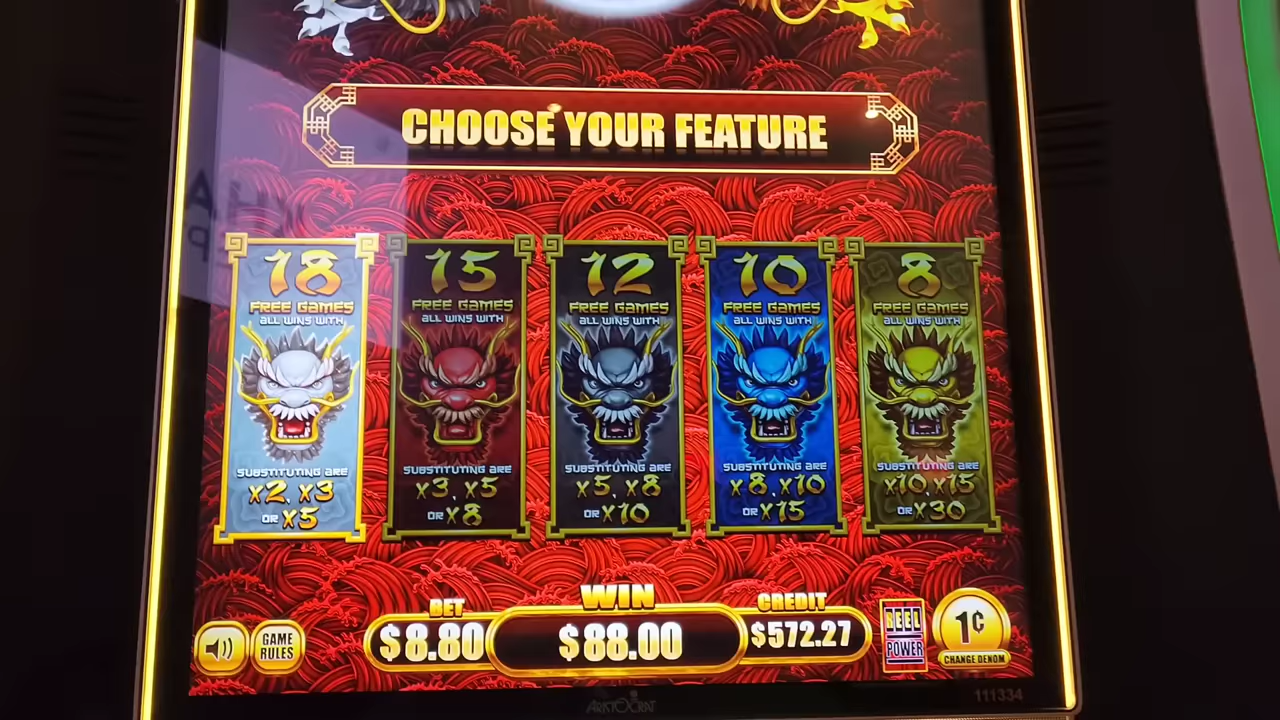 CHOOSE YOUR FEATURE
18
FREE GAMES
ALL WINS WITH
SUBSTITUTING ARE
X2, X3
OR X5
15
FREE GAMES
ALL WINS WITH
SUBSTITUTING ARE
X3, X5
OR X8
12
FREE GAMES
ALL WINS WITH
SUBSTITUTING ARE
X5, X8
OR X10
10
FREE GAMES
ALL WINS WITH
SUBSTITUTING ARE
X8, X10
OR X15
8
FREE GAMES
ALL WINS WITH
SUBSTITUTING ARE
X10, X15
OR X30
GAME
RULES
BET
$8.80
WIN
$88.00
CREDIT
$572.27
REEL
POWER
1¢
CHANGE DENOM
ARISTOCRAT
111334